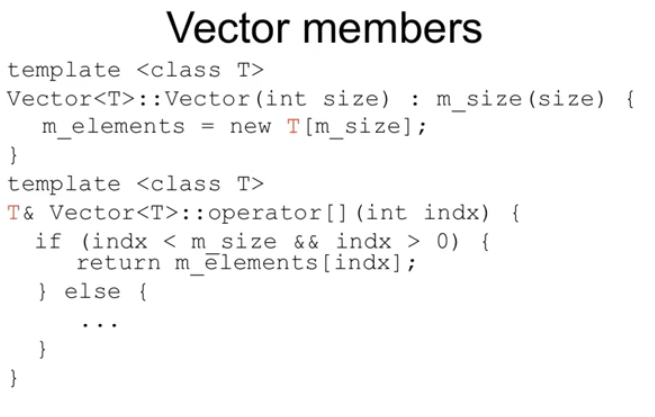 Vector members
template <class T>
Vector<T>::Vector(int size) : m_size(size) {
m_elements = new T[m_size];
}
template <class T>
T& Vector<T>::operator[](int indx) {
if (indx < m_size && indx > 0) {
return m_elements[indx];
} else {
...
}
}